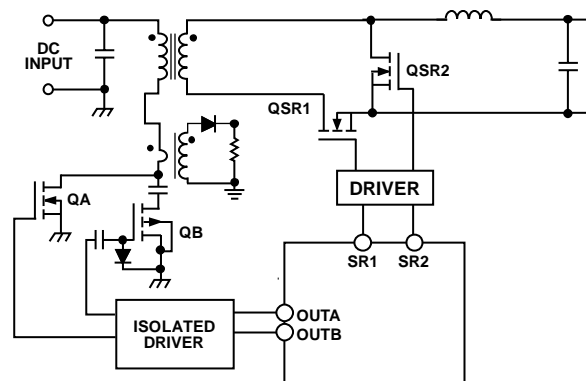 DC
INPUT
QSR2
QSR1
DRIVER
QA
QB
SR1
SR2
ISOLATED
DRIVER
OUTA
OUTB